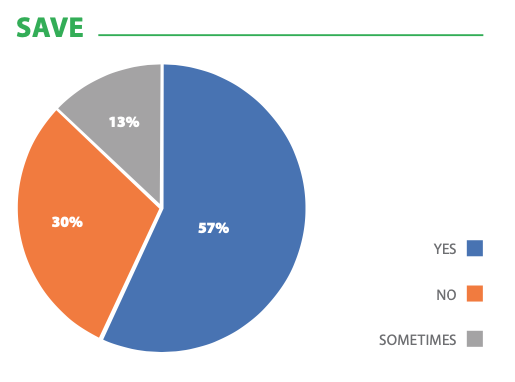 SAVE
13%
30%
57%
YES
NO
SOMETIMES